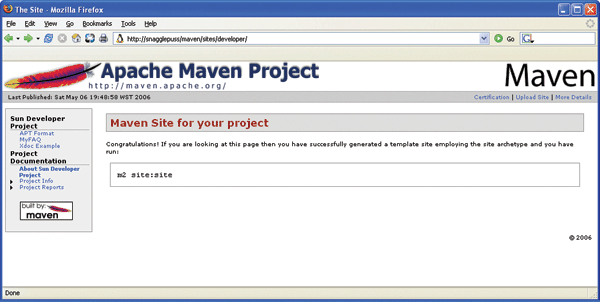 The Site - Mozilla Firefox
File Edit View Go Bookmarks Tools Help
http://snagglepuss/maven/sites/developer/
Go
Apache Maven Project
http://maven.apache.org/
Maven
Last Published: Sat May 06 19:48:58 WST 2006
Certification | Upload Site | More Details
Sun Developer
Project
APT Format
MyFAQ
Xdoc Example
Project
Documentation
About Sun Developer
Project
Project Info
Project Reports
built by:
maven
Maven Site for your project
Congratulations! If you are looking at this page then you have successfully generated a template site employing the site archetype and you have
run:
m2 site:site
© 2006
Done